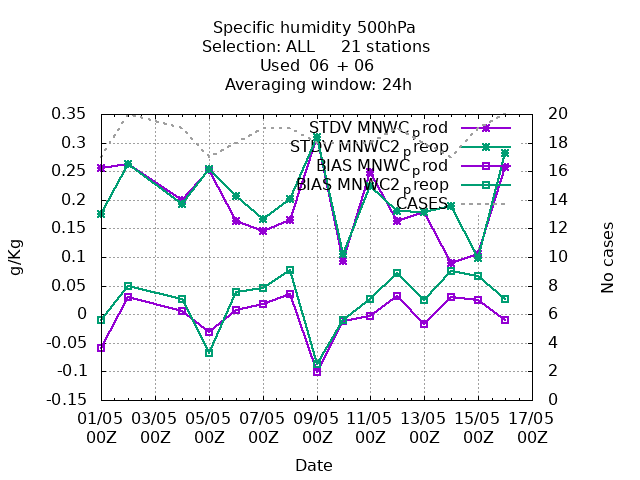 Specific humidity 500hPa
Selection: ALL 21 stations
Used 06 + 06
Averaging window: 24h
0.35
0.3
0.25
0.2
0.15
0.1
0.05
0
-0.05
-0.1
-0.15
20
18
16
14
12
10
8
6
4
2
0
STDV MNWC_prod
STDV MNWC2_preop
BIAS MNWC_prod
BIAS MNWC2_preop
CASES
g/Kg
No cases
01/05 03/05 05/05 07/05 09/05 11/05 13/05 15/05 17/05
00Z 00Z 00Z 00Z 00Z 00Z 00Z 00Z 00Z
Date